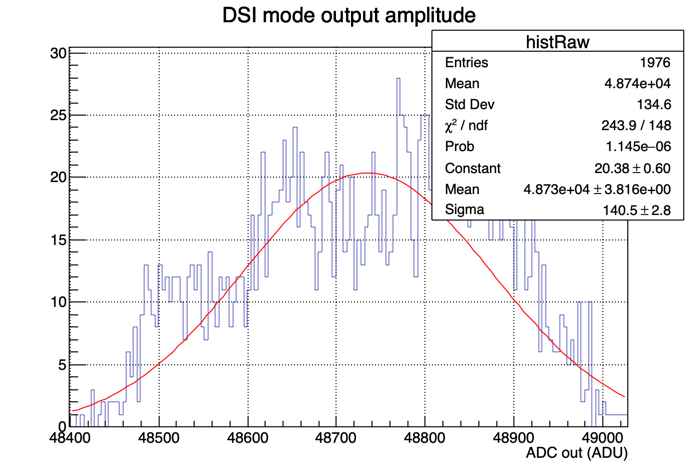 DSI mode output amplitude
histRaw
Entries 1976
Mean 4.874e+04
Std Dev 134.6
χ² / ndf 243.9 / 148
Prob 1.145e−06
Constant 20.38 ± 0.60
Mean 4.873e+04 ± 3.816e+00
Sigma 140.5 ± 2.8
30
25
20
15
10
5
0
48400 48500 48600 48700 48800 48900 49000
ADC out (ADU)